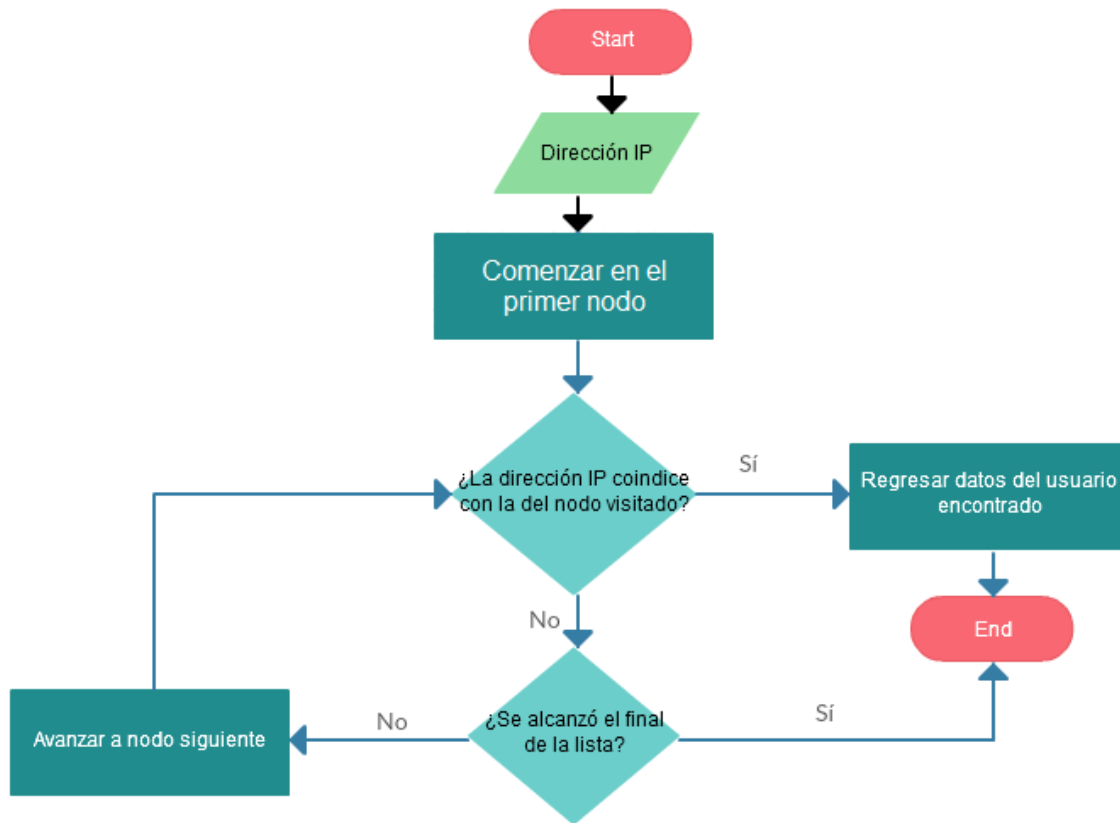 Start
Dirección IP
Comenzar en el
primer nodo
¿La dirección IP coindice
con la del nodo visitado?
Sí
Regresar datos del usuario
encontrado
End
No
¿Se alcanzó el final
de la lista?
Sí
No
Avanzar a nodo siguiente